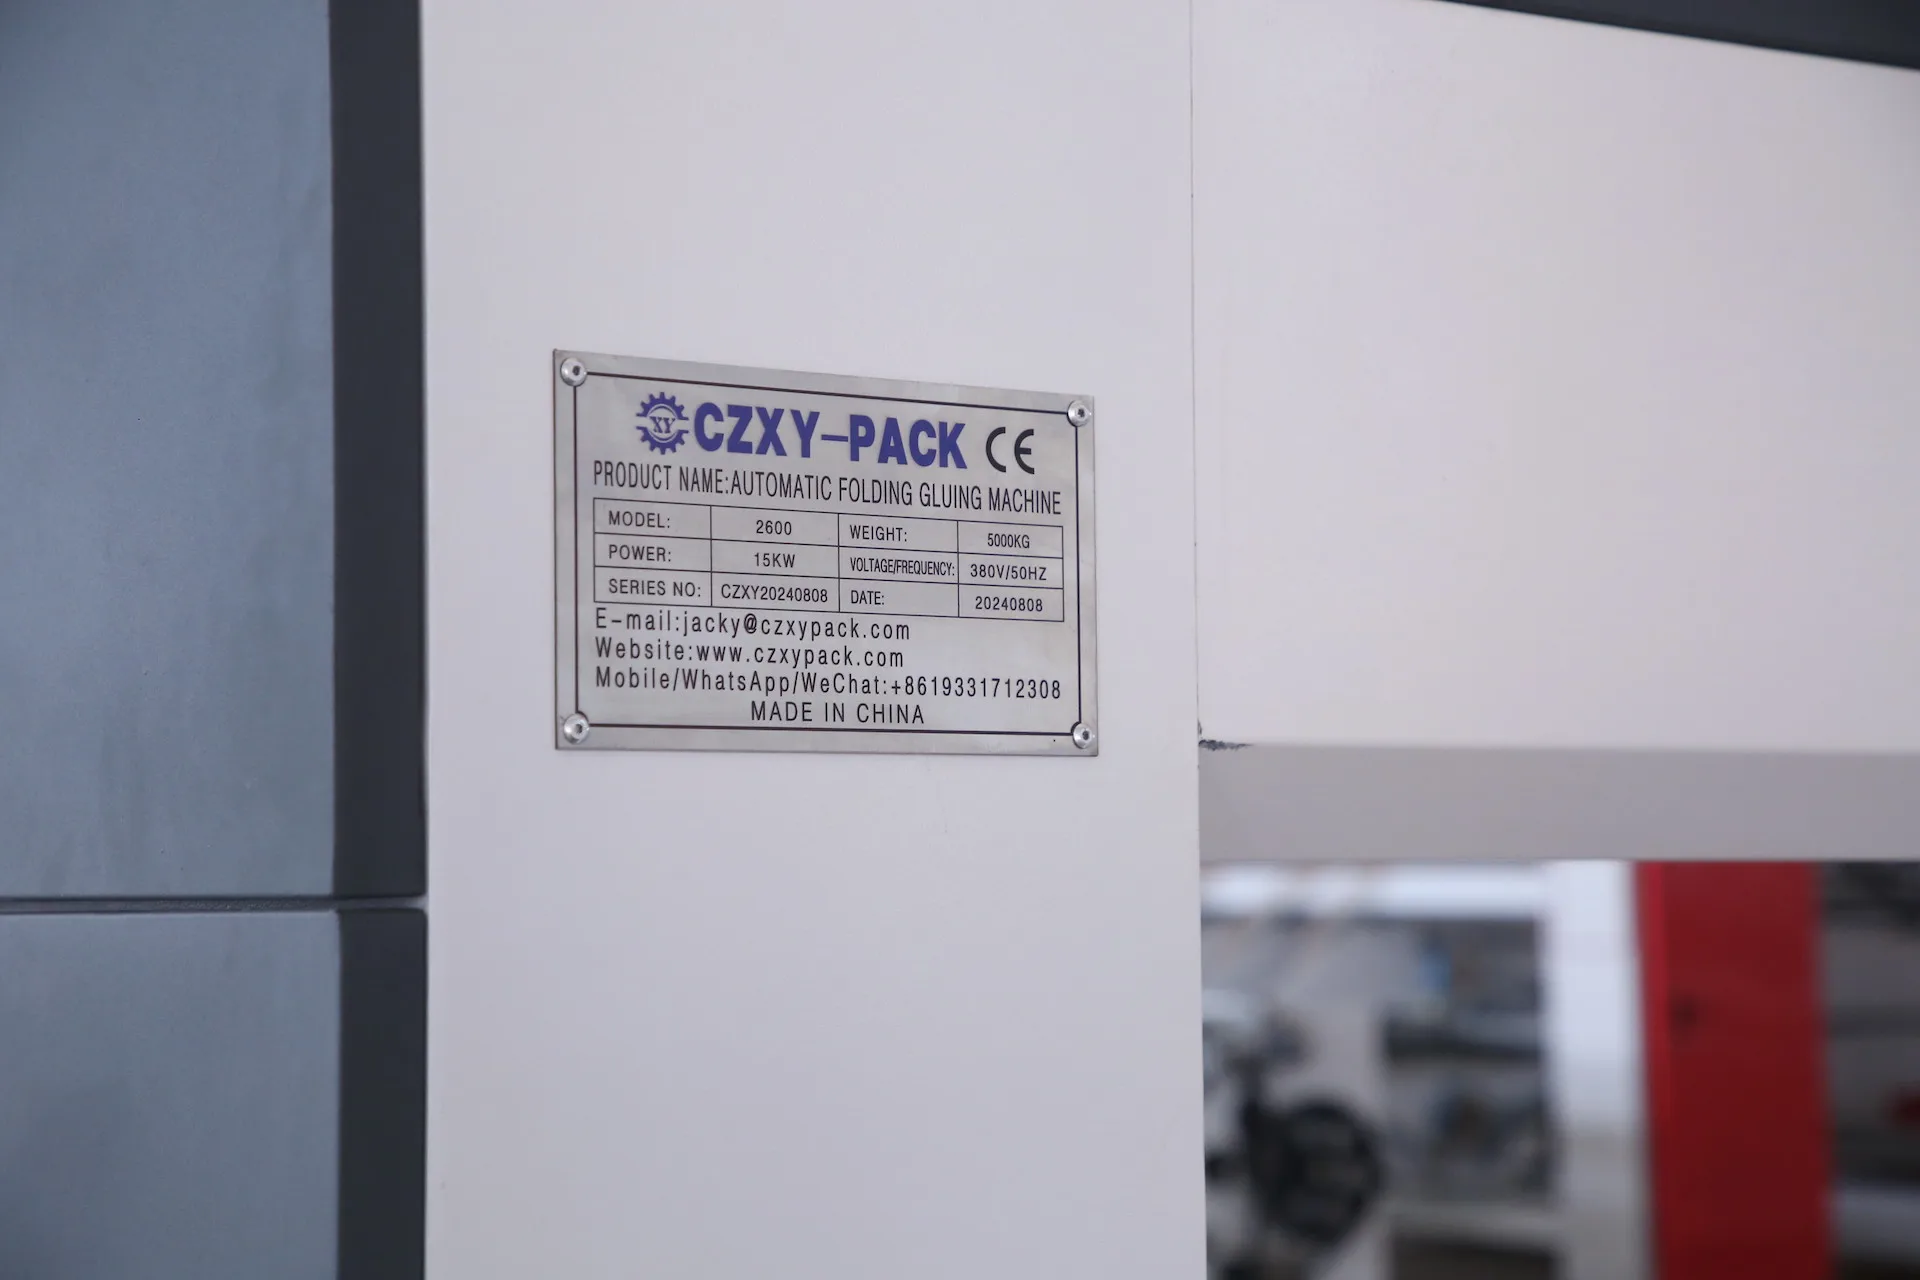 XY CZXY-PACK CE
PRODUCT NAME:AUTOMATIC FOLDING GLUING MACHINE
MODEL: 2600 WEIGHT: 5000KG
POWER: 15KW VOLTAGE/FREQUENCY: 380V/50HZ
SERIES NO: CZXY20240808 DATE: 20240808
E-mail:jacky@czxypack.com
Website:www.czxypack.com
Mobile/WhatsApp/WeChat:+8619331712308
MADE IN CHINA